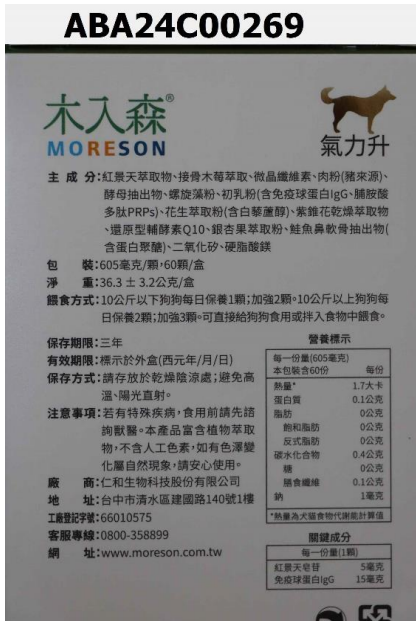 ABA24C00269
木入森®
MORESON
氣力升
主成分:紅景天萃取物、接骨木莓萃取、微晶纖維素、肉粉(豬來源)、
酵母抽出物、螺旋藻粉、初乳粉(含免疫球蛋白IgG、脯胺酸
多肽PRPs)、花生萃取粉(含白藜蘆醇)、紫錐花乾燥萃取物
、還原型輔酵素Q10、銀杏果萃取粉、鮭魚鼻軟骨抽出物(
含蛋白聚醣)、二氧化矽、硬脂酸鎂
包裝:605毫克/顆,60顆/盒
淨重:36.3 ± 3.2公克/盒
餵食方式:10公斤以下狗狗每日保養1顆;加強2顆。10公斤以上狗狗每
日保養2顆;加強3顆。可直接給狗狗食用或拌入食物中餵食。
保存期限:三年
有效期限:標示於外盒(西元年/月/日)
保存方式:請存放於乾燥陰涼處;避免高
溫、陽光直射。
注意事項:若有特殊疾病,食用前請先諮
詢獸醫。本產品富含植物萃取
物,不含人工色素,如有色澤變
化屬自然現象,請安心使用。
廠商:仁和生物科技股份有限公司
地址:台中市清水區建國路140號1樓
工廠登記字號:66010575
客服專線:0800-358899
網址:www.moreson.com.tw
營養標示
每一份量(605毫克)
本包裝含60份
每份
熱量* 1.7大卡
蛋白質 0.1公克
脂肪 0公克
飽和脂肪 0公克
反式脂肪 0公克
碳水化合物 0.4公克
糖 0公克
膳食纖維 0.1公克
鈉 1毫克
*熱量為犬貓食物代謝能計算值
關鍵成分
每一份量(1顆)
紅景天皂苷 5毫克
免疫球蛋白IgG 15毫克